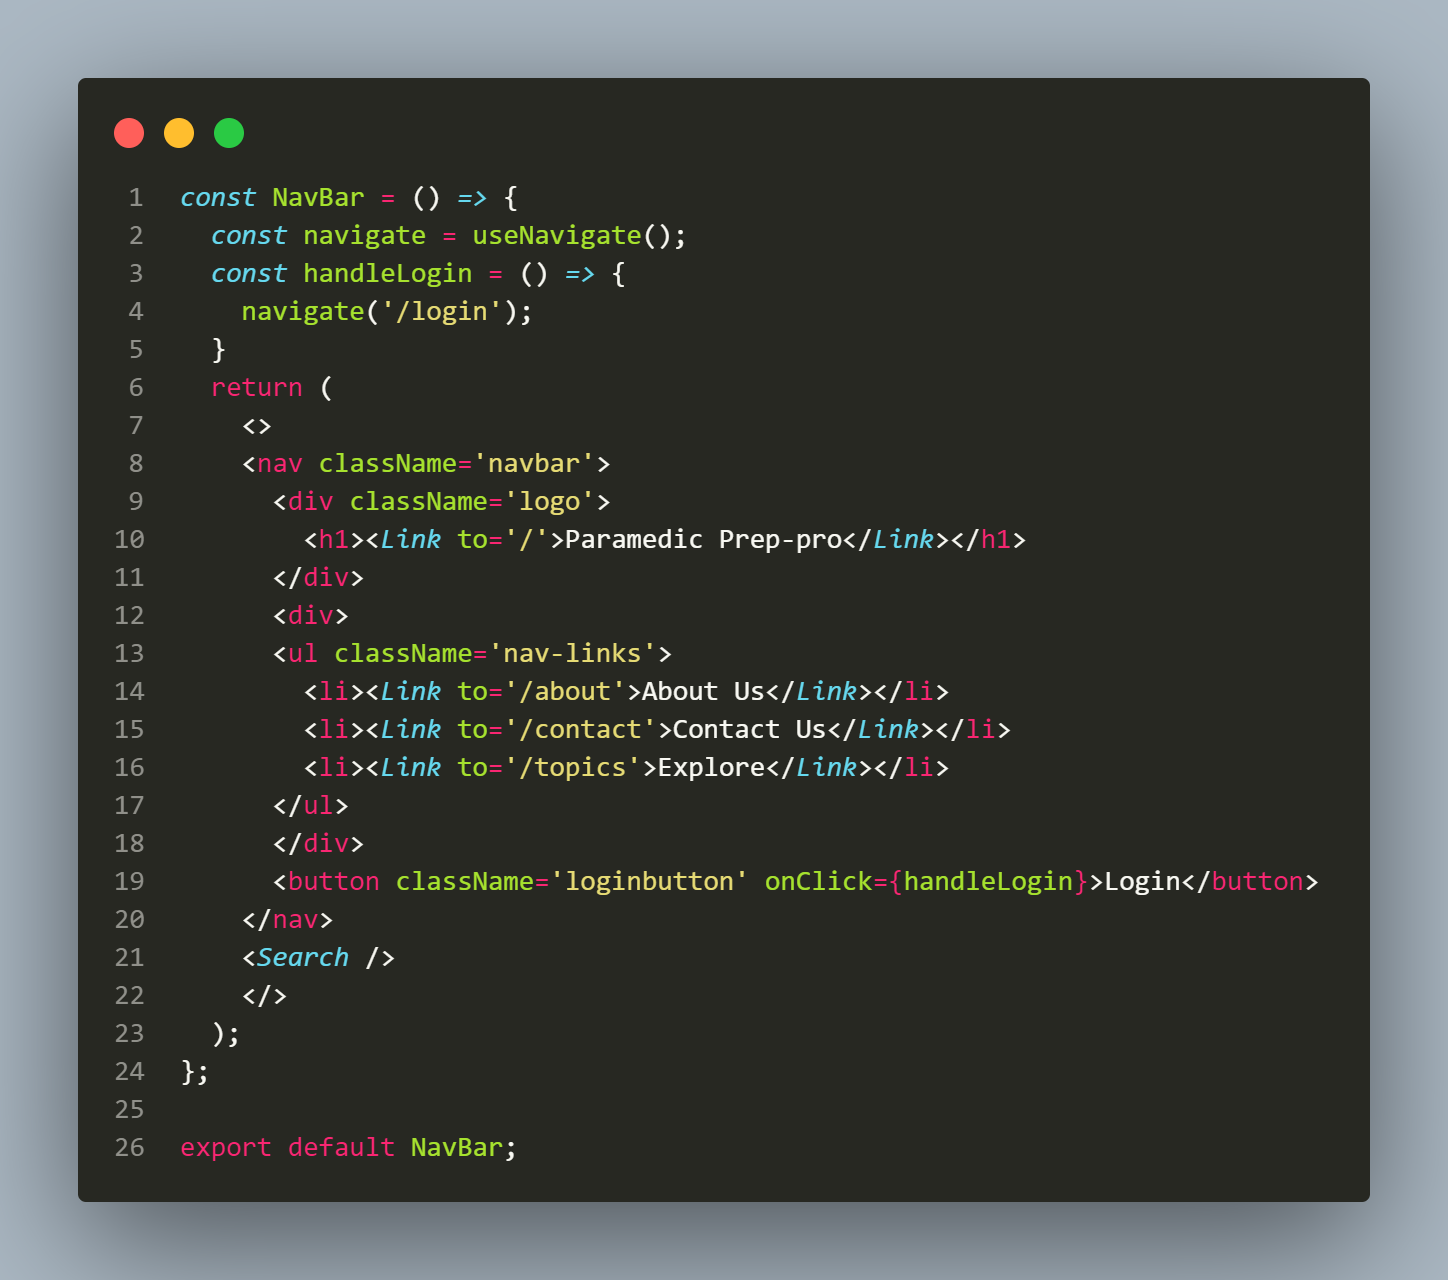 1 const NavBar = () => {
2   const navigate = useNavigate();
3   const handleLogin = () => {
4     navigate('/login');
5   }
6   return (
7     <>
8     <nav className='navbar'>
9       <div className='logo'>
10         <h1><Link to='/'>Paramedic Prep-pro</Link></h1>
11       </div>
12       <div>
13       <ul className='nav-links'>
14         <li><Link to='/about'>About Us</Link></li>
15         <li><Link to='/contact'>Contact Us</Link></li>
16         <li><Link to='/topics'>Explore</Link></li>
17       </ul>
18       </div>
19       <button className='loginbutton' onClick={handleLogin}>Login</button>
20     </nav>
21     <Search />
22     </>
23   );
24 };
25
26 export default NavBar;